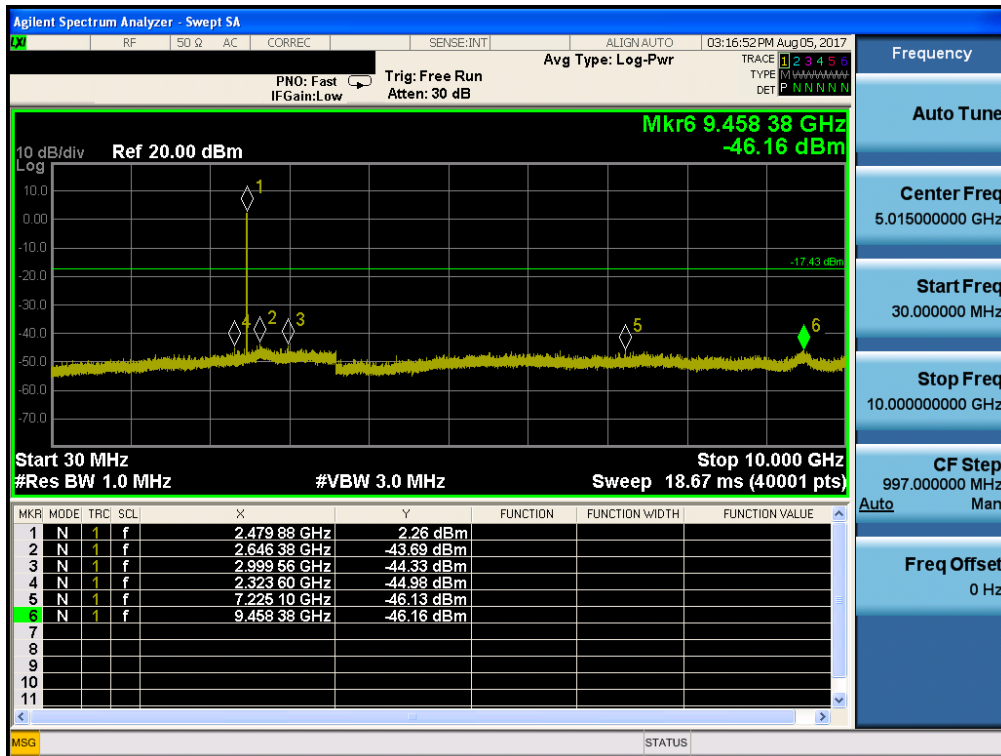 Agilent Spectrum Analyzer - Swept SA
LXI RF 50 Ω AC CORREC SENSE:INT ALIGN AUTO 03:16:52 PM Aug 05, 2017
Frequency
Avg Type: Log-Pwr TRACE 1 2 3 4 5 6
PNO: Fast Trig: Free Run TYPE M
IFGain:Low Atten: 30 dB DET P N N N N N
Auto Tune
Mkr6 9.458 38 GHz
-46.16 dBm
10 dB/div Ref 20.00 dBm
Log
10.0
0.00
-10.0
-20.0
-30.0
-40.0
-50.0
-60.0
-70.0
1
-17.43 dBm
4 2 3 5 6
Center Freq
5.015000000 GHz
Start Freq
30.000000 MHz
Stop Freq
10.000000000 GHz
Start 30 MHz Stop 10.000 GHz
#Res BW 1.0 MHz #VBW 3.0 MHz Sweep 18.67 ms (40001 pts)
CF Step
997.000000 MHz
Auto Man
Freq Offset
0 Hz
MKR MODE TRC SCL X Y FUNCTION FUNCTION WIDTH FUNCTION VALUE
1 N 1 f 2.479 88 GHz 2.26 dBm
2 N 1 f 2.646 38 GHz -43.69 dBm
3 N 1 f 2.999 56 GHz -44.33 dBm
4 N 1 f 2.323 60 GHz -44.98 dBm
5 N 1 f 7.225 10 GHz -46.13 dBm
6 N 1 f 9.458 38 GHz -46.16 dBm
7
8
9
10
11
MSG STATUS